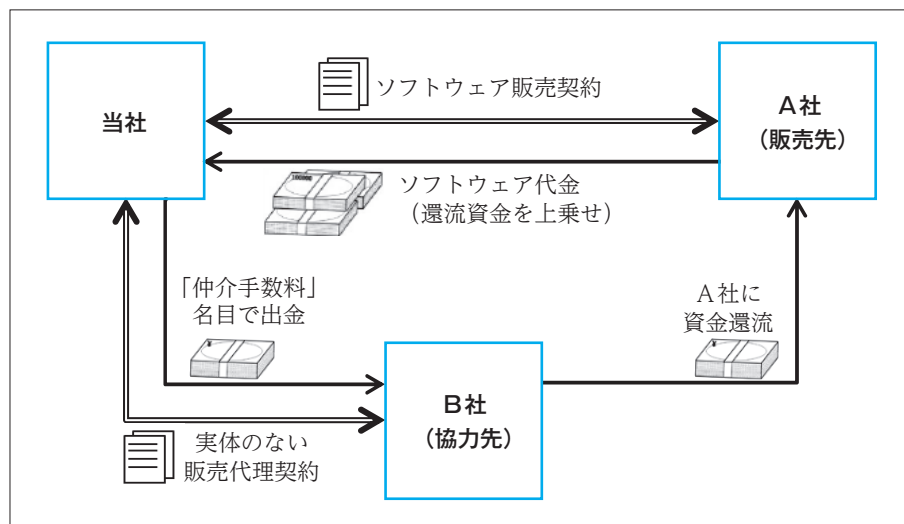 ソフトウェア販売契約
当社
A社
(販売先)
ソフトウェア代金
(還流資金を上乗せ)
「仲介手数料」
名目で出金
A社に
資金還流
B社
(協力先)
実体のない
販売代理契約